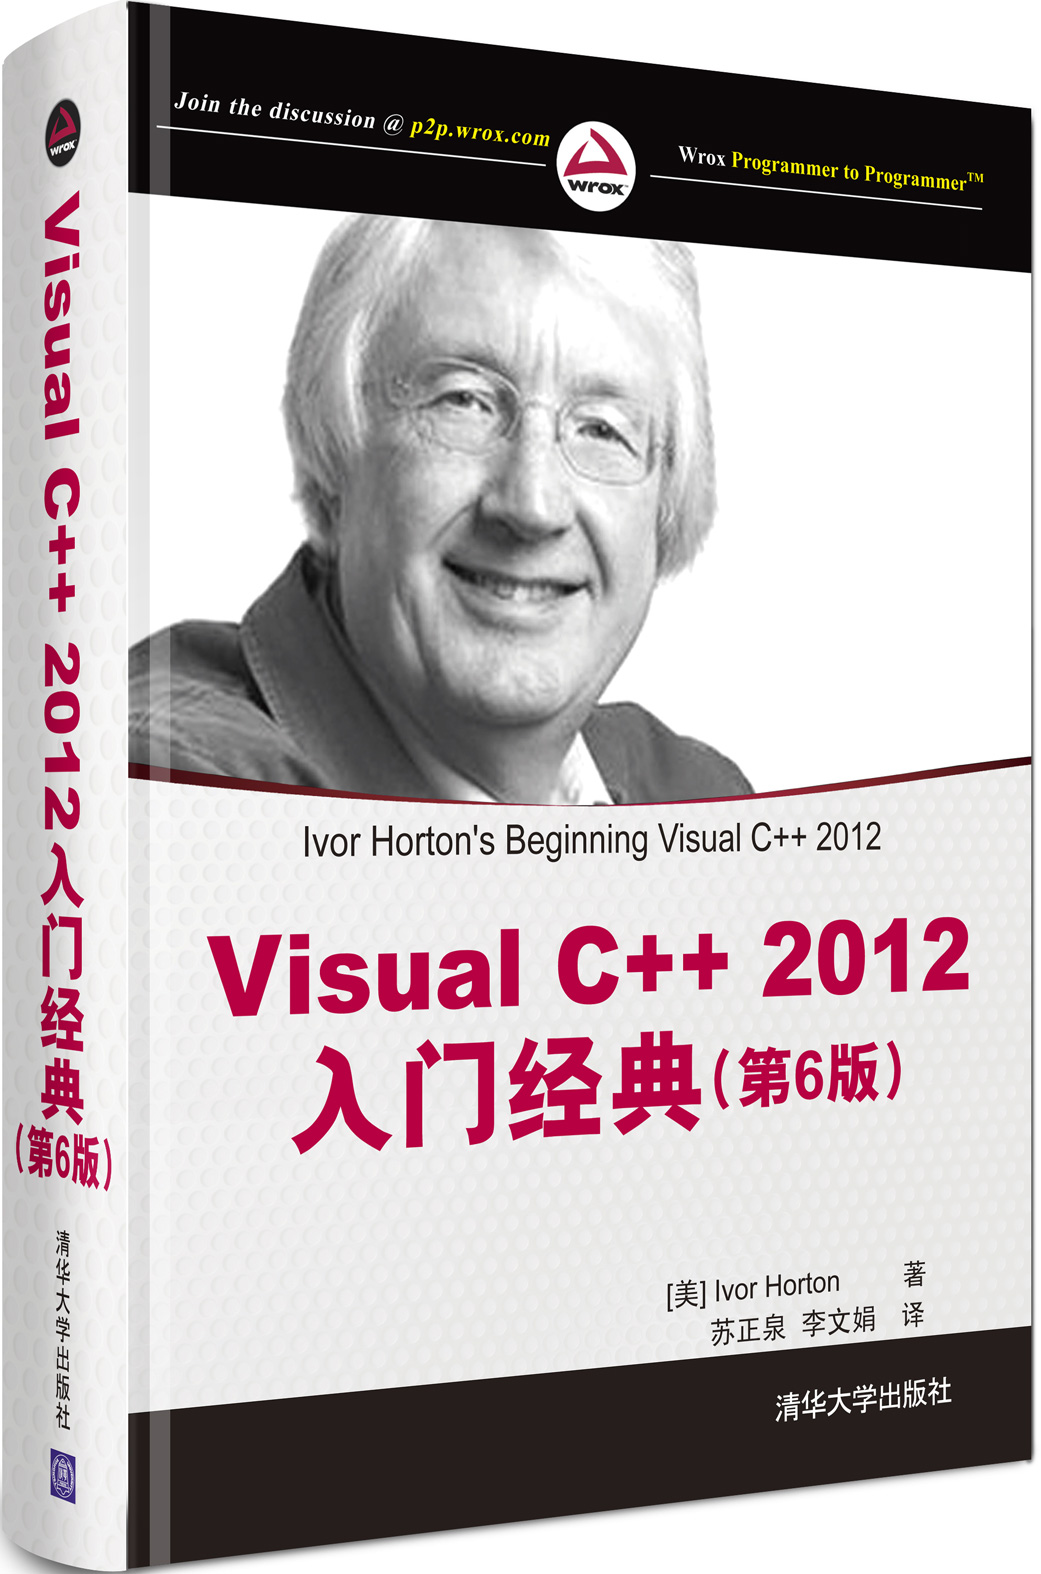 Join the discussion @ p2p.wrox.com
wrox™
Wrox Programmer to Programmer™
Ivor Horton's Beginning Visual C++ 2012
Visual C++ 2012
入门经典(第6版)
[美] Ivor Horton 著
苏正泉 李文娟 译
清华大学出版社
wrox
Visual C++ 2012入门经典
(第6版)
清华大学出版社